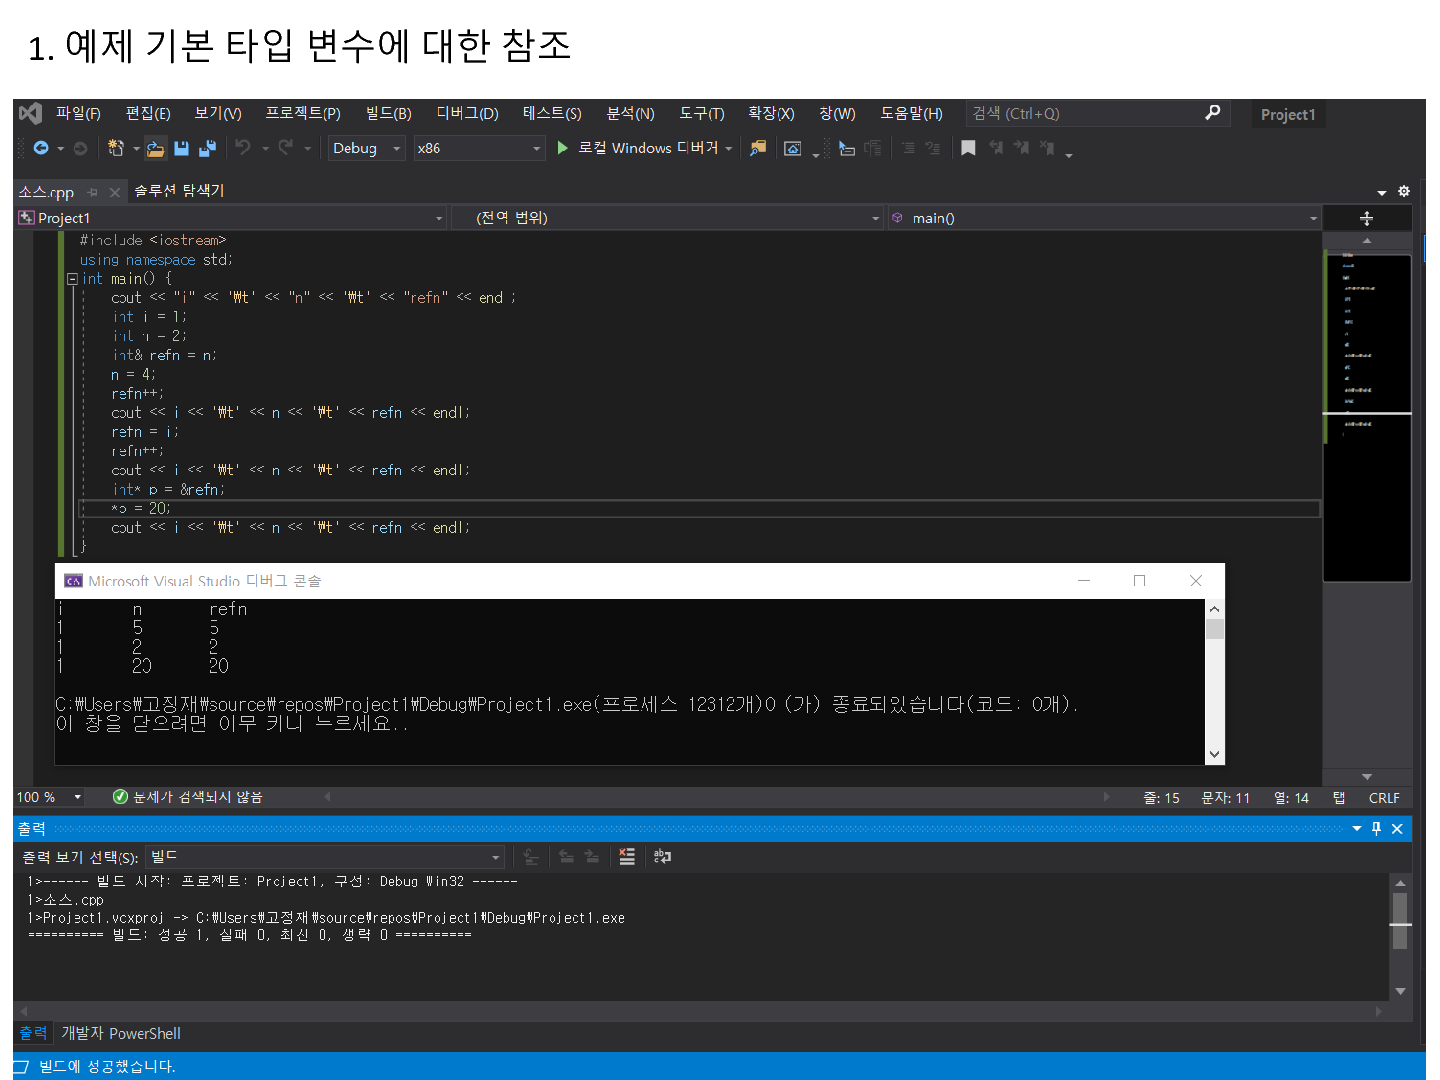 1. 예제 기본 타입 변수에 대한 참조
파일(F) 편집(E) 보기(V) 프로젝트(P) 빌드(B) 디버그(D) 테스트(S) 분석(N) 도구(T) 확장(X) 창(W) 도움말(H) 검색 (Ctrl+Q) Project1
Debug x86 로컬 Windows 디버거
소스.cpp 솔루션 탐색기
Project1 (전역 범위) main()
#include <iostream>
using namespace std;
int main() {
cout << "i" << '₩t' << "n" << '₩t' << "refn" << end ;
int i = 1;
int n = 2;
int& refn = n;
n = 4;
refn++;
cout << i << '₩t' << n << '₩t' << refn << endl;
refn = i;
refn++;
cout << i << '₩t' << n << '₩t' << refn << endl;
int* p = &refn;
*p = 20;
cout << i << '₩t' << n << '₩t' << refn << endl;
}
Microsoft Visual Studio 디버그 콘솔
i n refn
1 5 5
1 2 2
1 20 20
C:₩Users₩고정재₩source₩repos₩Project1₩Debug₩Project1.exe(프로세스 12312개)이(가) 종료되었습니다(코드: 0개).
이 창을 닫으려면 아무 키나 누르세요..
100 % 문제가 검색되지 않음 줄: 15 문자: 11 열: 14 탭 CRLF
출력
출력 보기 선택(S): 빌드
1>------ 빌드 시작: 프로젝트: Project1, 구성: Debug Win32 ------
1>소스.cpp
1>Project1.vcxproj -> C:₩Users₩고정재₩source₩repos₩Project1₩Debug₩Project1.exe
========== 빌드: 성공 1, 실패 0, 최신 0, 생략 0 ==========
출력 개발자 PowerShell
빌드에 성공했습니다.